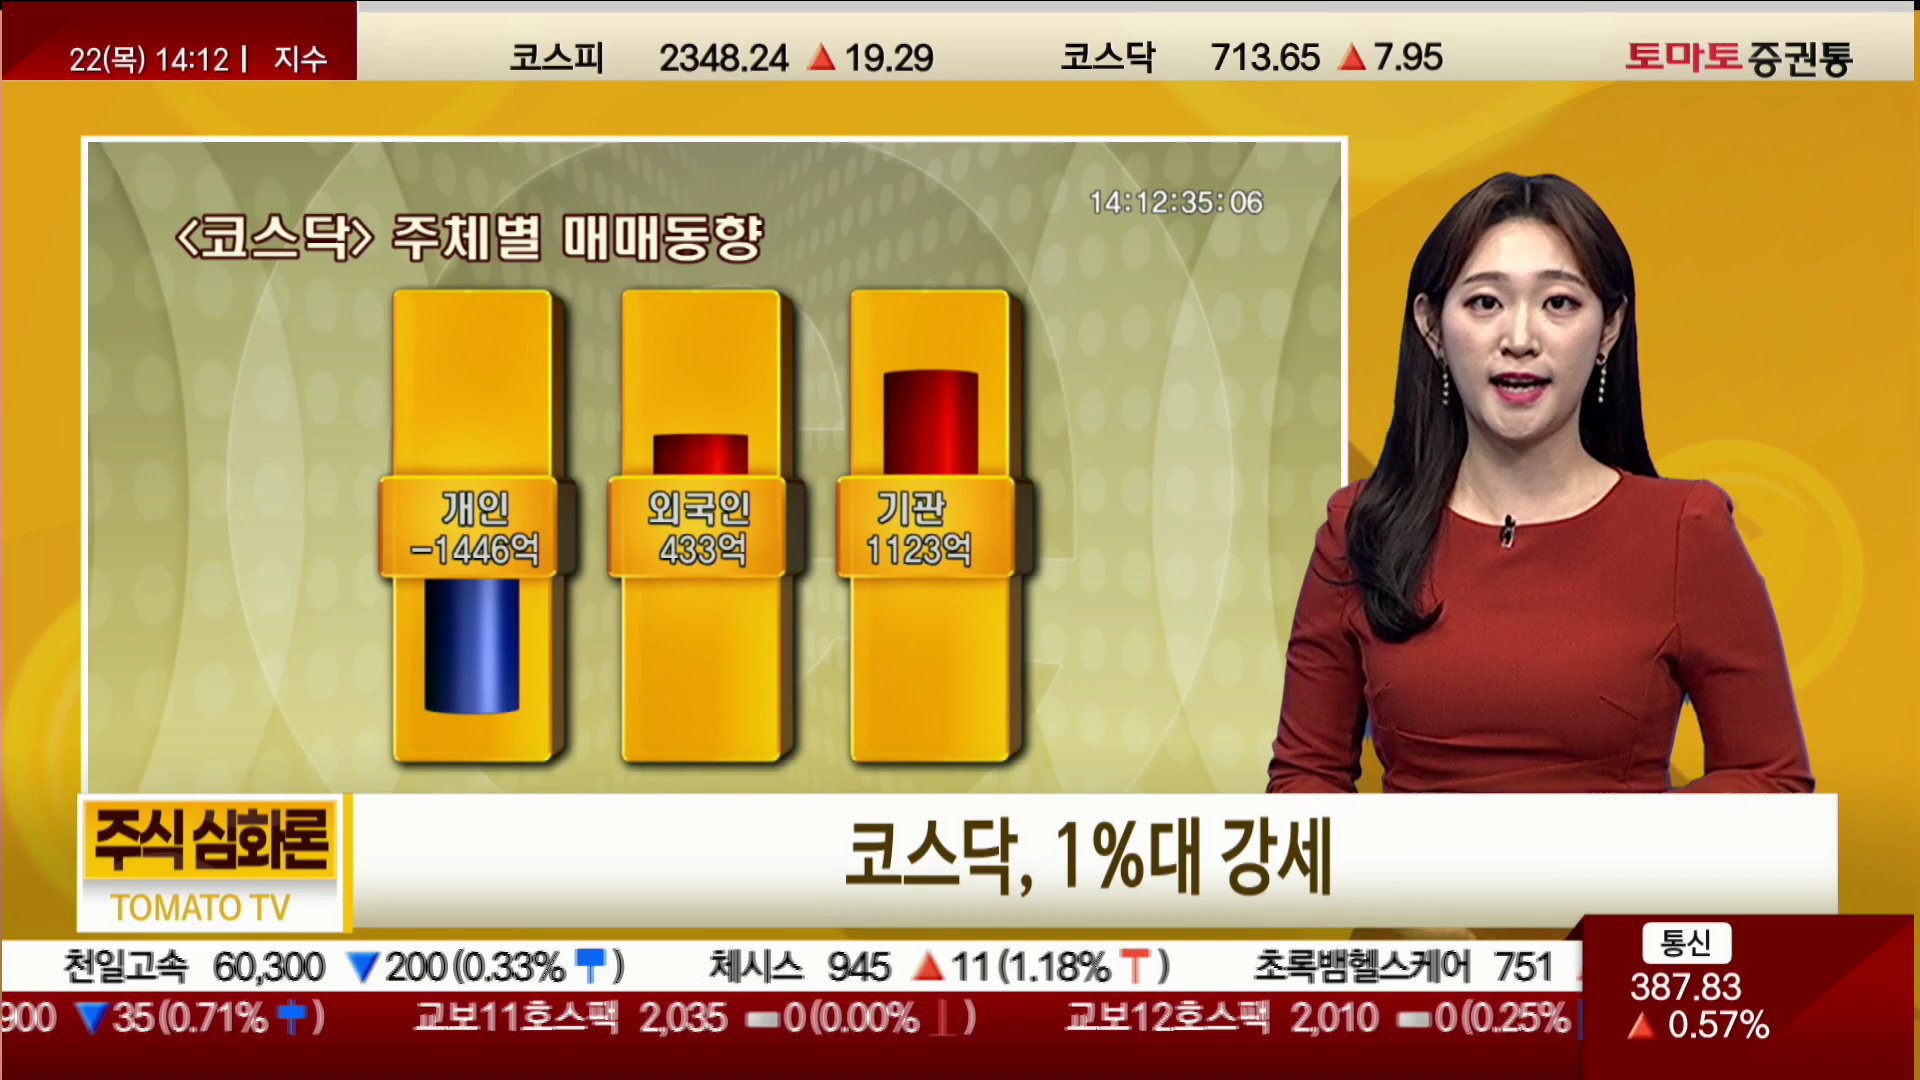 22(목) 14:12 | 지수
코스피 2348.24 ▲ 19.29
코스닥 713.65 ▲ 7.95
토마토증권통
14:12:35:06
<코스닥> 주체별 매매동향
개인
-1446억
외국인
433억
기관
1123억
주식 심화론
TOMATO TV
코스닥, 1%대 강세
천일고속 60,300 ▼200 (0.33% ) 체시스 945 ▲11 (1.18% ) 초록뱀헬스케어 751
900 ▼35 (0.71% ) 교보11호스팩 2,035 0 (0.00% ) 교보12호스팩 2,010 0 (0.25%
통신
387.83
▲ 0.57%